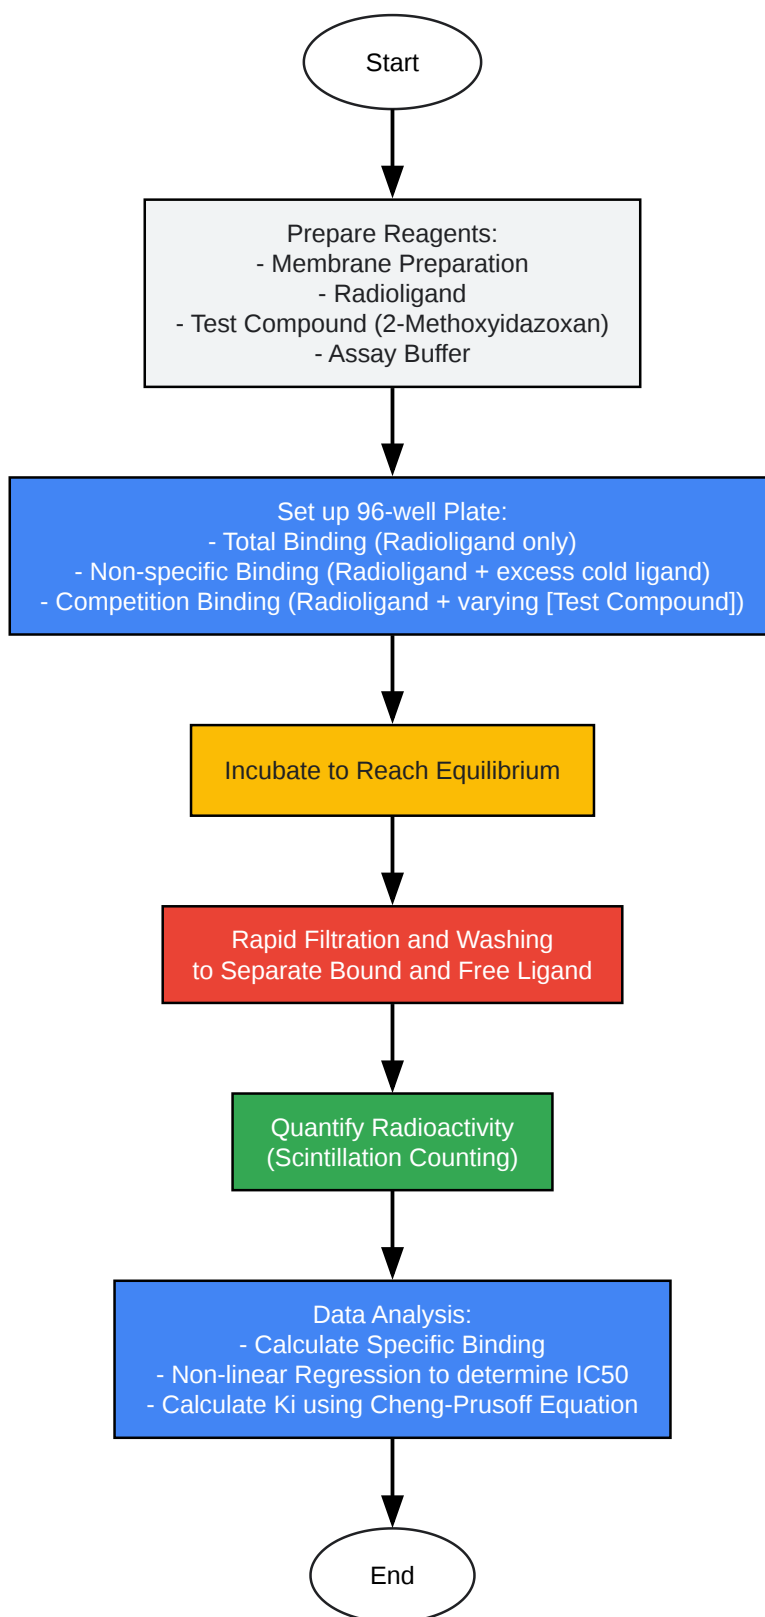 Start
Prepare Reagents:
- Membrane Preparation
- Radioligand
- Test Compound (2-Methoxyidazoxan)
- Assay Buffer
Set up 96-well Plate:
- Total Binding (Radioligand only)
- Non-specific Binding (Radioligand + excess cold ligand)
- Competition Binding (Radioligand + varying [Test Compound])
Incubate to Reach Equilibrium
Rapid Filtration and Washing
to Separate Bound and Free Ligand
Quantify Radioactivity
(Scintillation Counting)
Data Analysis:
- Calculate Specific Binding
- Non-linear Regression to determine IC50
- Calculate Ki using Cheng-Prusoff Equation
End